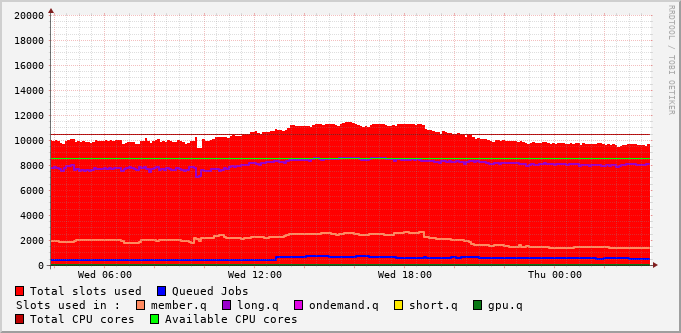 20000
18000
16000
14000
12000
10000
8000
6000
4000
2000
0
Wed 06:00 Wed 12:00 Wed 18:00 Thu 00:00
Total slots used Queued Jobs
Slots used in : member.q long.q ondemand.q short.q gpu.q
Total CPU cores Available CPU cores
RRDTOOL / TOBI OETIKER